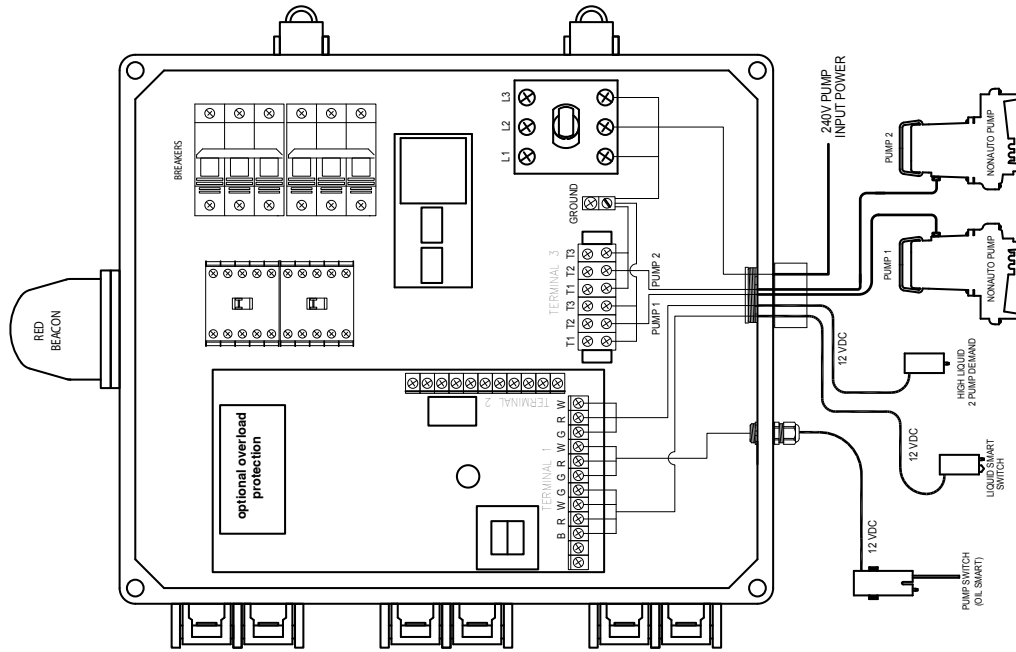 RED
BEACON
BREAKERS
optional overload
protection
TERMINAL 2
TERMINAL 1
B R W G G R W G R W
TERMINAL 3
T1 T2 T3 T1 T2 T3
PUMP 1
PUMP 2
GROUND
L1 L2 L3
240V PUMP
INPUT POWER
PUMP 2
NONAUTO PUMP
PUMP 1
NONAUTO PUMP
12 VDC
HIGH LIQUID
2 PUMP DEMAND
12 VDC
LIQUID SMART
SWITCH
12 VDC
PUMP SWITCH
(OIL SMART)